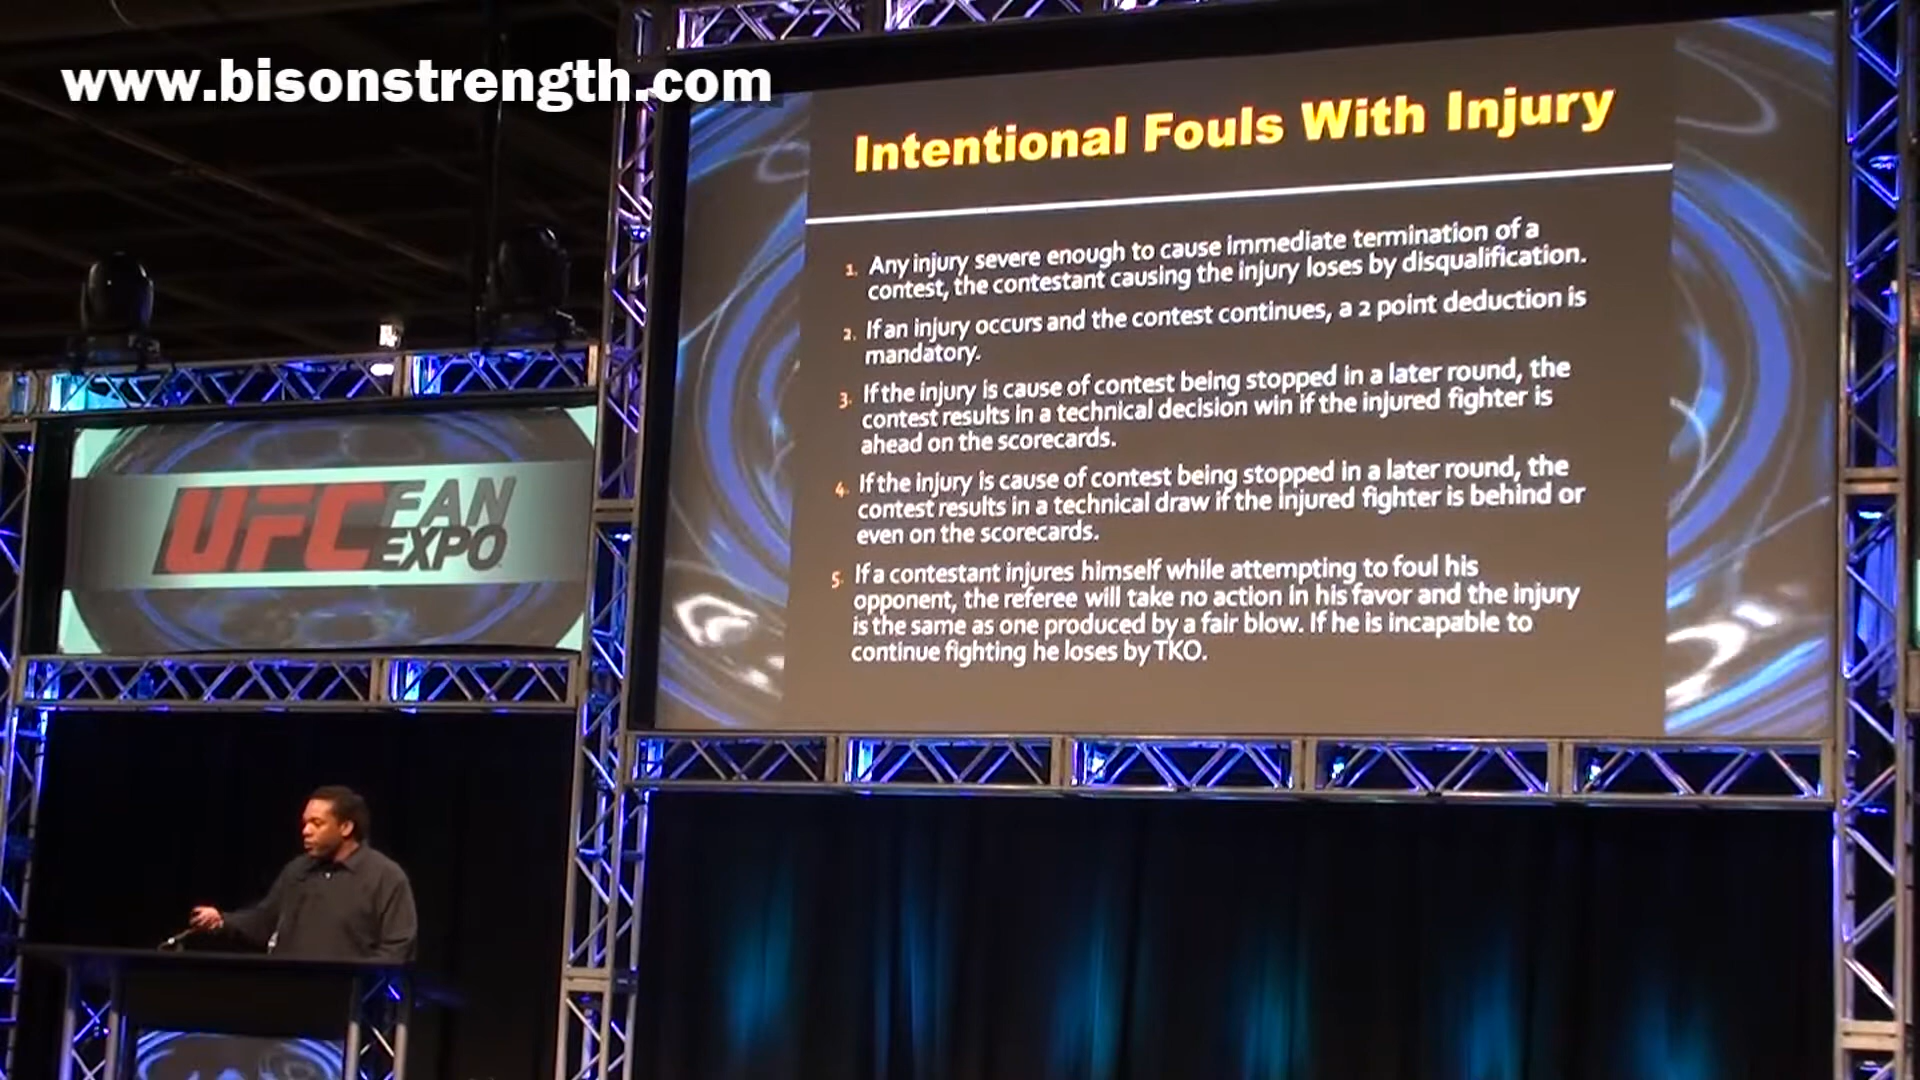 www.bisonstrength.com
Intentional Fouls With Injury
1. Any injury severe enough to cause immediate termination of a
contest, the contestant causing the injury loses by disqualification.
2. If an injury occurs and the contest continues, a 2 point deduction is
mandatory.
3. If the injury is cause of contest being stopped in a later round, the
contest results in a technical decision win if the injured fighter is
ahead on the scorecards.
4. If the injury is cause of contest being stopped in a later round, the
contest results in a technical draw if the injured fighter is behind or
even on the scorecards.
5. If a contestant injures himself while attempting to foul his
opponent, the referee will take no action in his favor and the injury
is the same as one produced by a fair blow. If he is incapable to
continue fighting he loses by TKO.
UFC FAN
EXPO